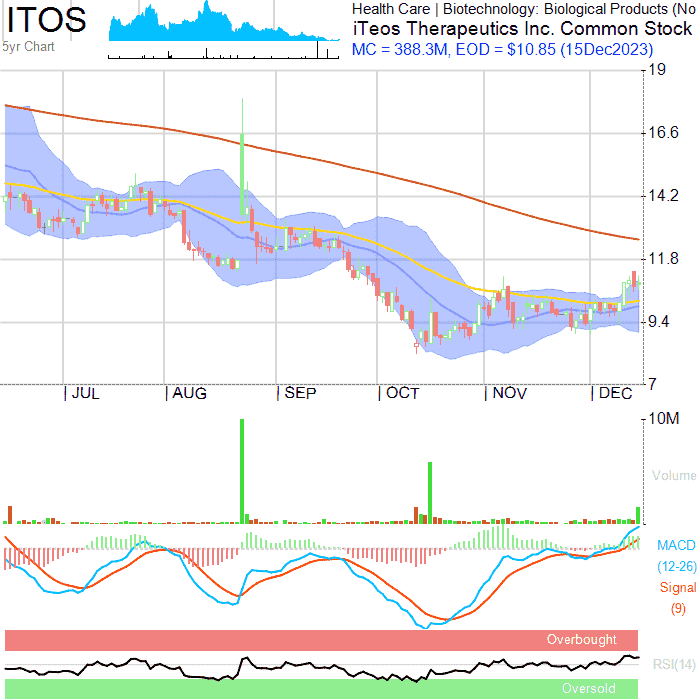 ITOS
5yr Chart
Health Care | Biotechnology: Biological Products (No
iTeos Therapeutics Inc. Common Stock
MC = 388.3M, EOD = $10.85 (15Dec2023)
19
16.6
14.2
11.8
9.4
7
| JUL | AUG | SEP | OCT | NOV | DEC
10M
Volume
MACD
(12-26)
Signal
(9)
Overbought
RSI(14)
Oversold